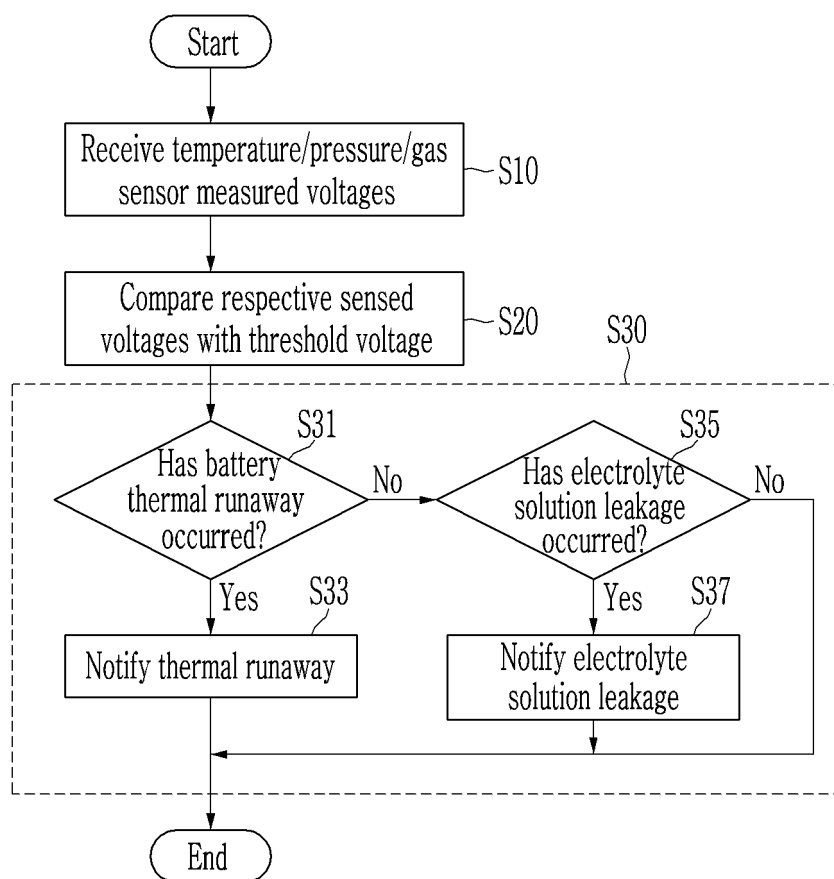 Start
Receive temperature/pressure/gas
sensor measured voltages
S10
Compare respective sensed
voltages with threshold voltage
S20
S30
S31
Has battery
thermal runaway
occurred?
No
Yes
S35
Has electrolyte
solution leakage
occurred?
No
Yes
S33
Notify thermal runaway
S37
Notify electrolyte
solution leakage
End